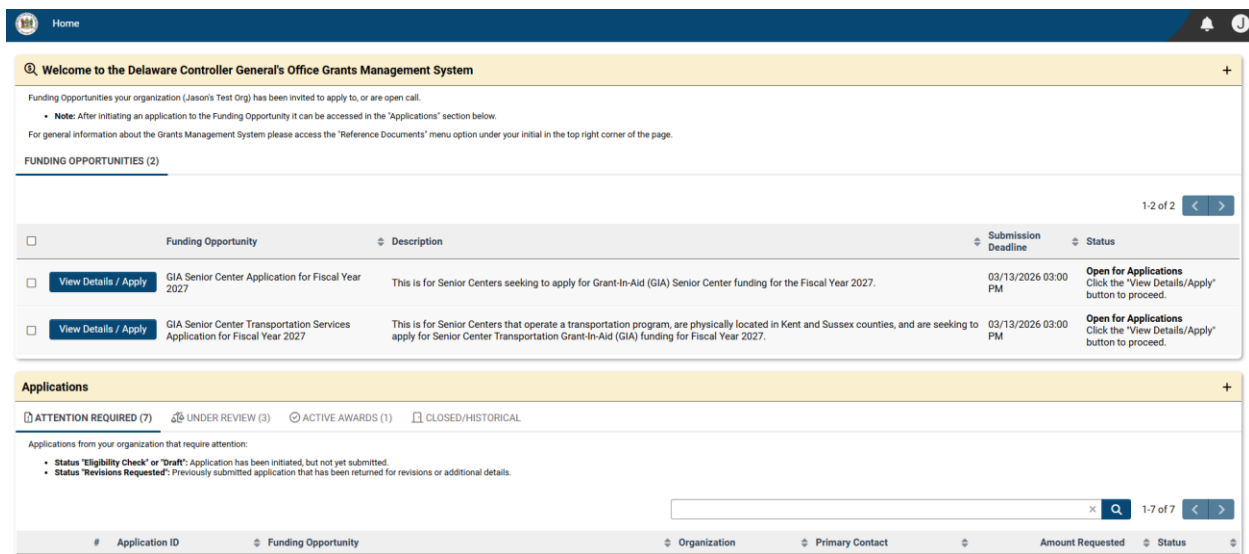 Home
J
Welcome to the Delaware Controller General's Office Grants Management System
+
Funding Opportunities your organization (Jason's Test Org) has been invited to apply to, or are open call.
• Note: After initiating an application to the Funding Opportunity it can be accessed in the "Applications" section below.
For general information about the Grants Management System please access the "Reference Documents" menu option under your initial in the top right corner of the page.
FUNDING OPPORTUNITIES (2)
1-2 of 2 < >
Funding Opportunity Description Submission Deadline Status
View Details / Apply
GIA Senior Center Application for Fiscal Year
2027
This is for Senior Centers seeking to apply for Grant-In-Aid (GIA) Senior Center funding for the Fiscal Year 2027.
03/13/2026 03:00
PM
Open for Applications
Click the "View Details/Apply"
button to proceed.
View Details / Apply
GIA Senior Center Transportation Services
Application for Fiscal Year 2027
This is for Senior Centers that operate a transportation program, are physically located in Kent and Sussex counties, and are seeking to
apply for Senior Center Transportation Grant-In-Aid (GIA) funding for Fiscal Year 2027.
03/13/2026 03:00
PM
Open for Applications
Click the "View Details/Apply"
button to proceed.
Applications
+
ATTENTION REQUIRED (7) UNDER REVIEW (3) ACTIVE AWARDS (1) CLOSED/HISTORICAL
Applications from your organization that require attention:
• Status "Eligibility Check" or "Draft": Application has been initiated, but not yet submitted.
• Status "Revisions Requested": Previously submitted application that has been returned for revisions or additional details.
× 1-7 of 7 < >
# Application ID Funding Opportunity Organization Primary Contact Amount Requested Status